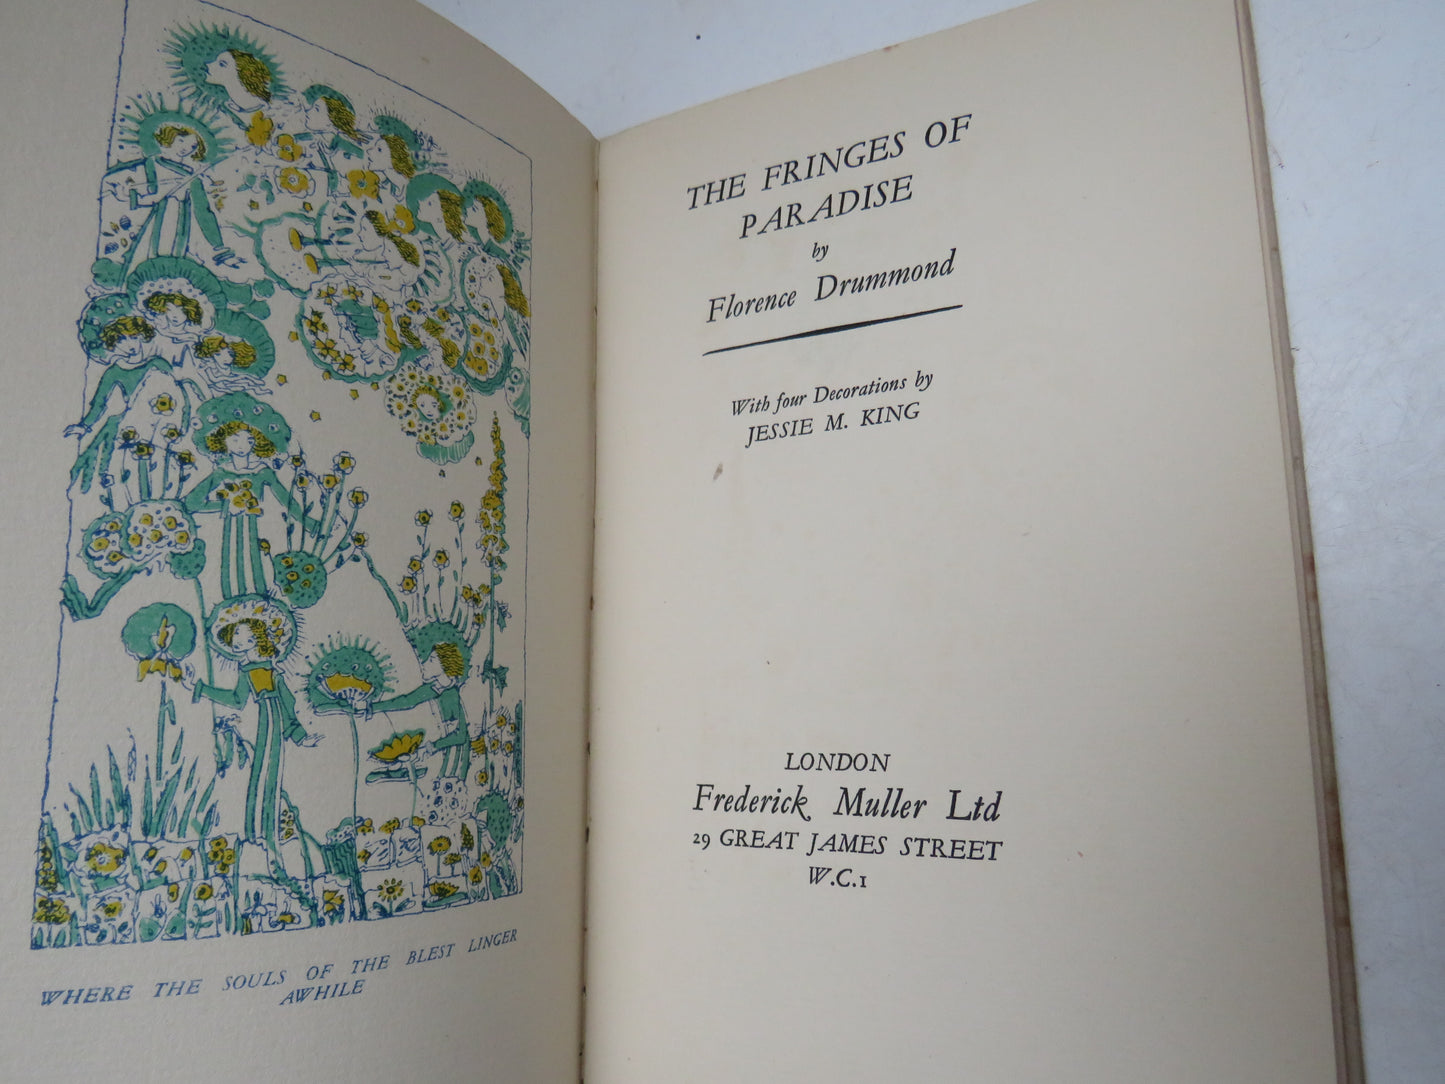 WHERE THE SOULS OF THE BLEST LINGER
AWHILE
THE FRINGES OF
PARADISE
by
Florence Drummond
With four Decorations by
JESSIE M. KING
LONDON
Frederick Muller Ltd
29 GREAT JAMES STREET
W.C.1